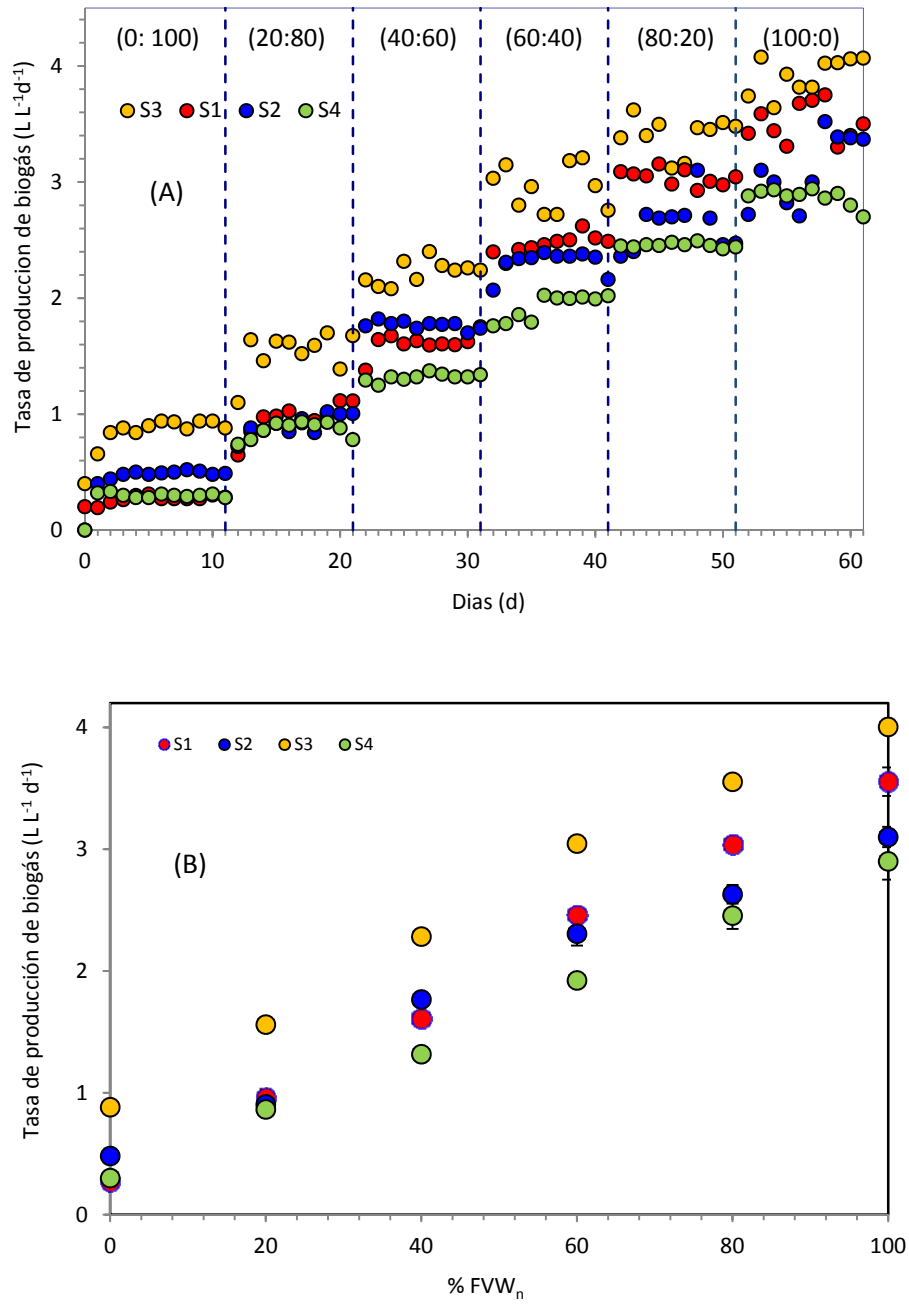 (0: 100) (20:80) (40:60) (60:40) (80:20) (100:0)
S3 S1 S2 S4
(A)
Tasa de produccion de biogás (L L-1d-1)
4
3
2
1
0
0 10 20 30 40 50 60
Dias (d)
S1 S2 S3 S4
(B)
Tasa de producción de biogás (L L-1 d-1)
4
3
2
1
0
0 20 40 60 80 100
% FVWn